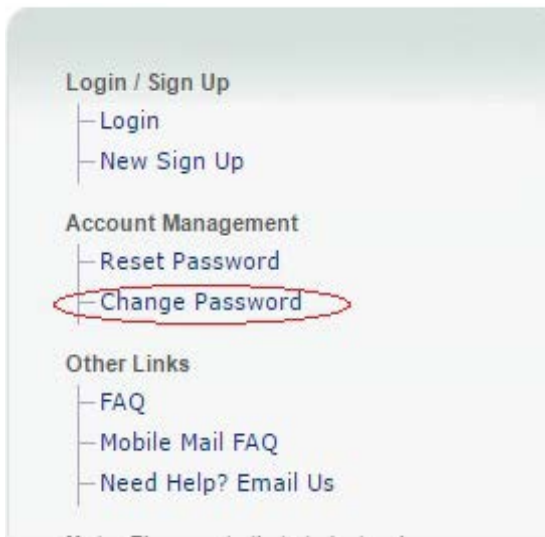 Login / Sign Up
Login
New Sign Up
Account Management
Reset Password
Change Password
Other Links
FAQ
Mobile Mail FAQ
Need Help? Email Us